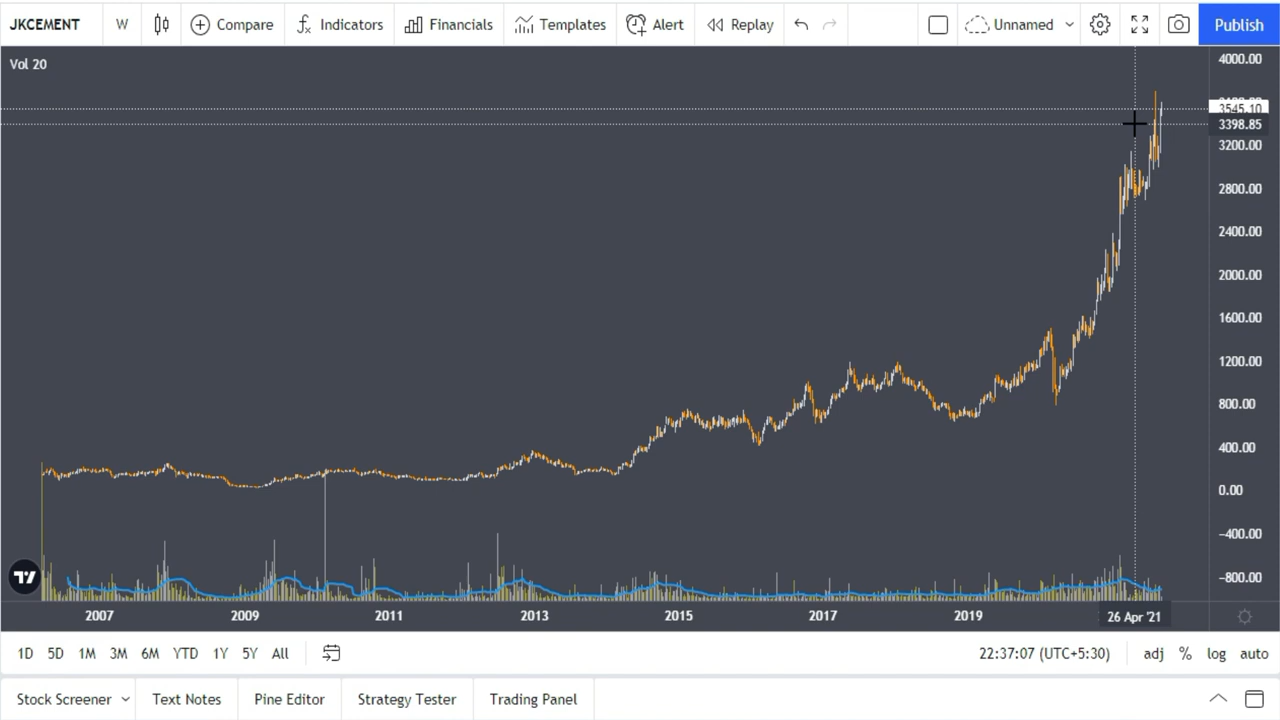 JKCEMENT W Compare Indicators Financials Templates Alert Replay Unnamed Publish
Vol 20
4000.00
3545.10
3398.85
3200.00
2800.00
2400.00
2000.00
1600.00
1200.00
800.00
400.00
0.00
−400.00
−800.00
2007 2009 2011 2013 2015 2017 2019 26 Apr '21
1D 5D 1M 3M 6M YTD 1Y 5Y All 22:37:07 (UTC+5:30) adj % log auto
Stock Screener Text Notes Pine Editor Strategy Tester Trading Panel